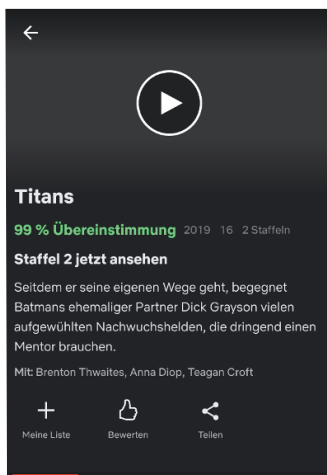 Titans
99 % Übereinstimmung 2019 16 2 Staffeln
Staffel 2 jetzt ansehen
Seitdem er seine eigenen Wege geht, begegnet
Batmans ehemaliger Partner Dick Grayson vielen
aufgewühlten Nachwuchshelden, die dringend einen
Mentor brauchen.
Mit: Brenton Thwaites, Anna Diop, Teagan Croft
Meine Liste Bewerten Teilen